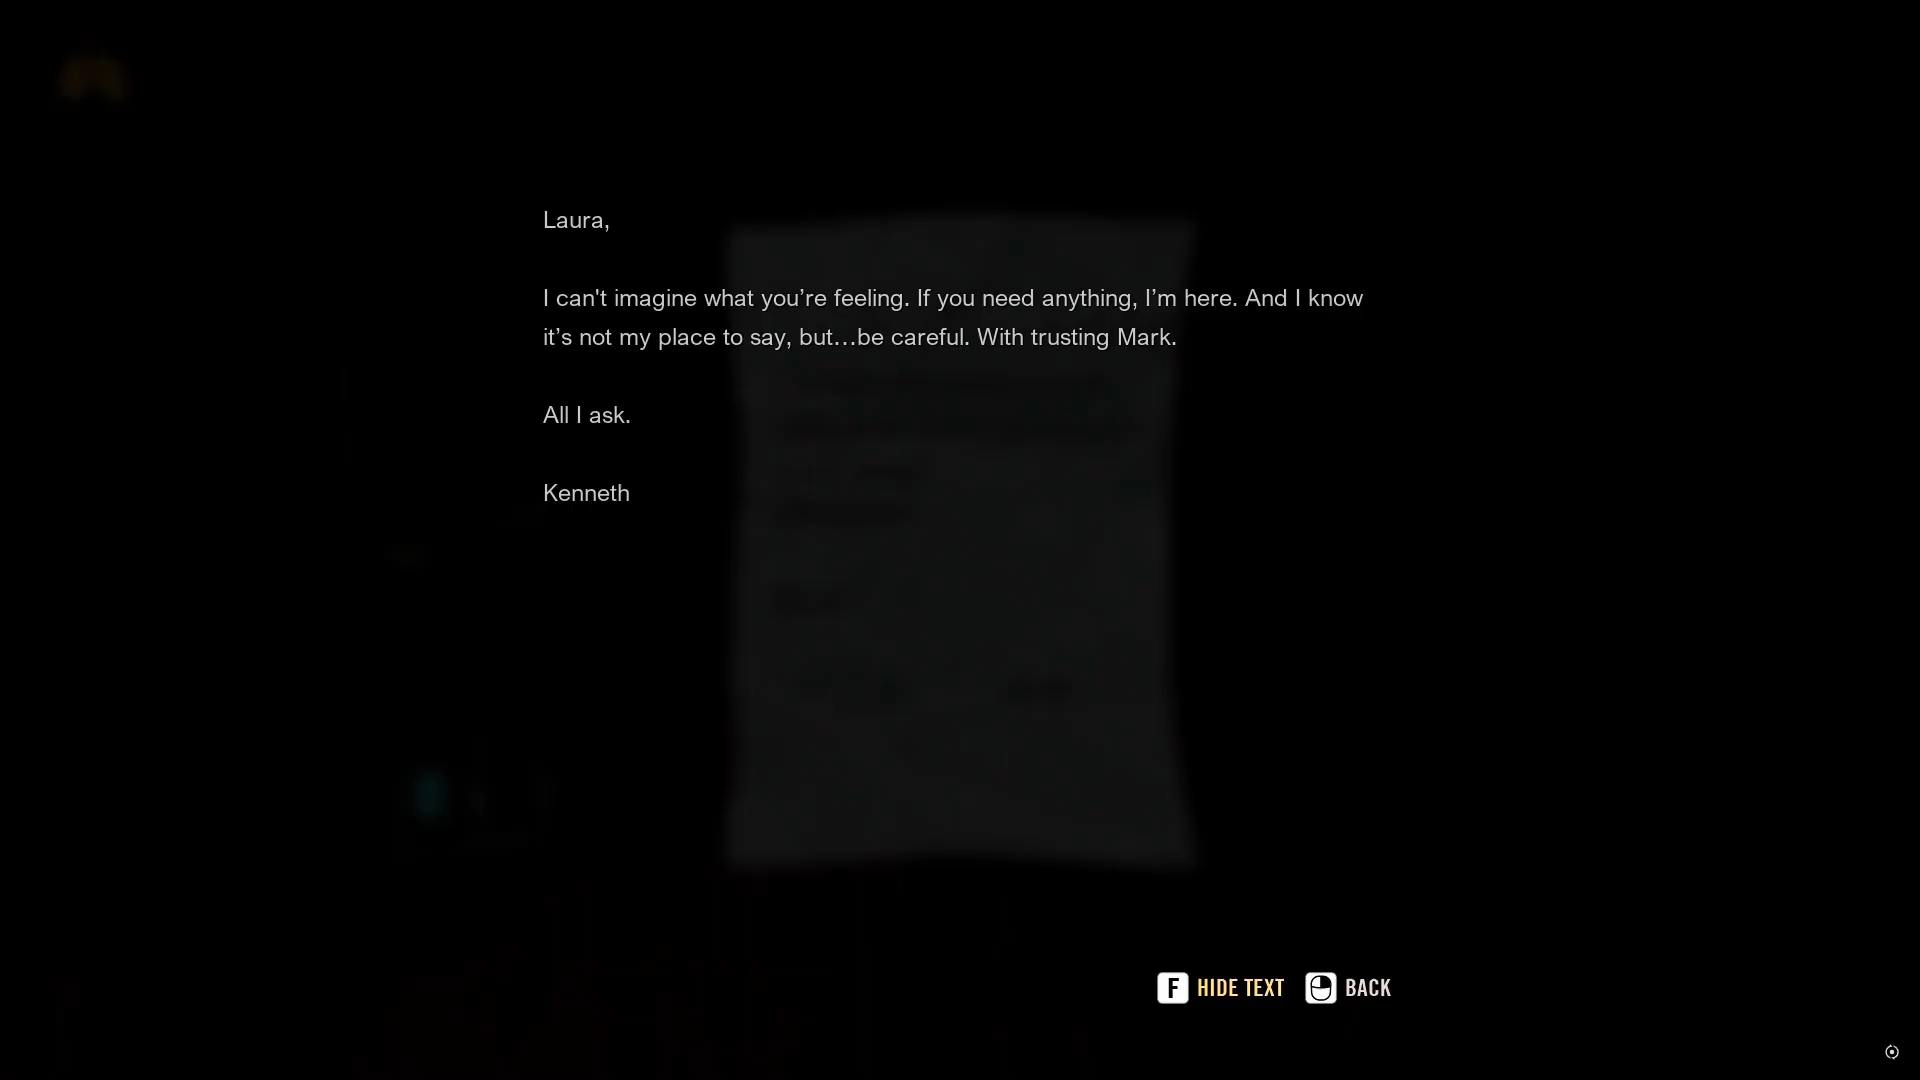 Laura,
I can't imagine what you’re feeling. If you need anything, I’m here. And I know
it’s not my place to say, but…be careful. With trusting Mark.
All I ask.
Kenneth
F HIDE TEXT BACK